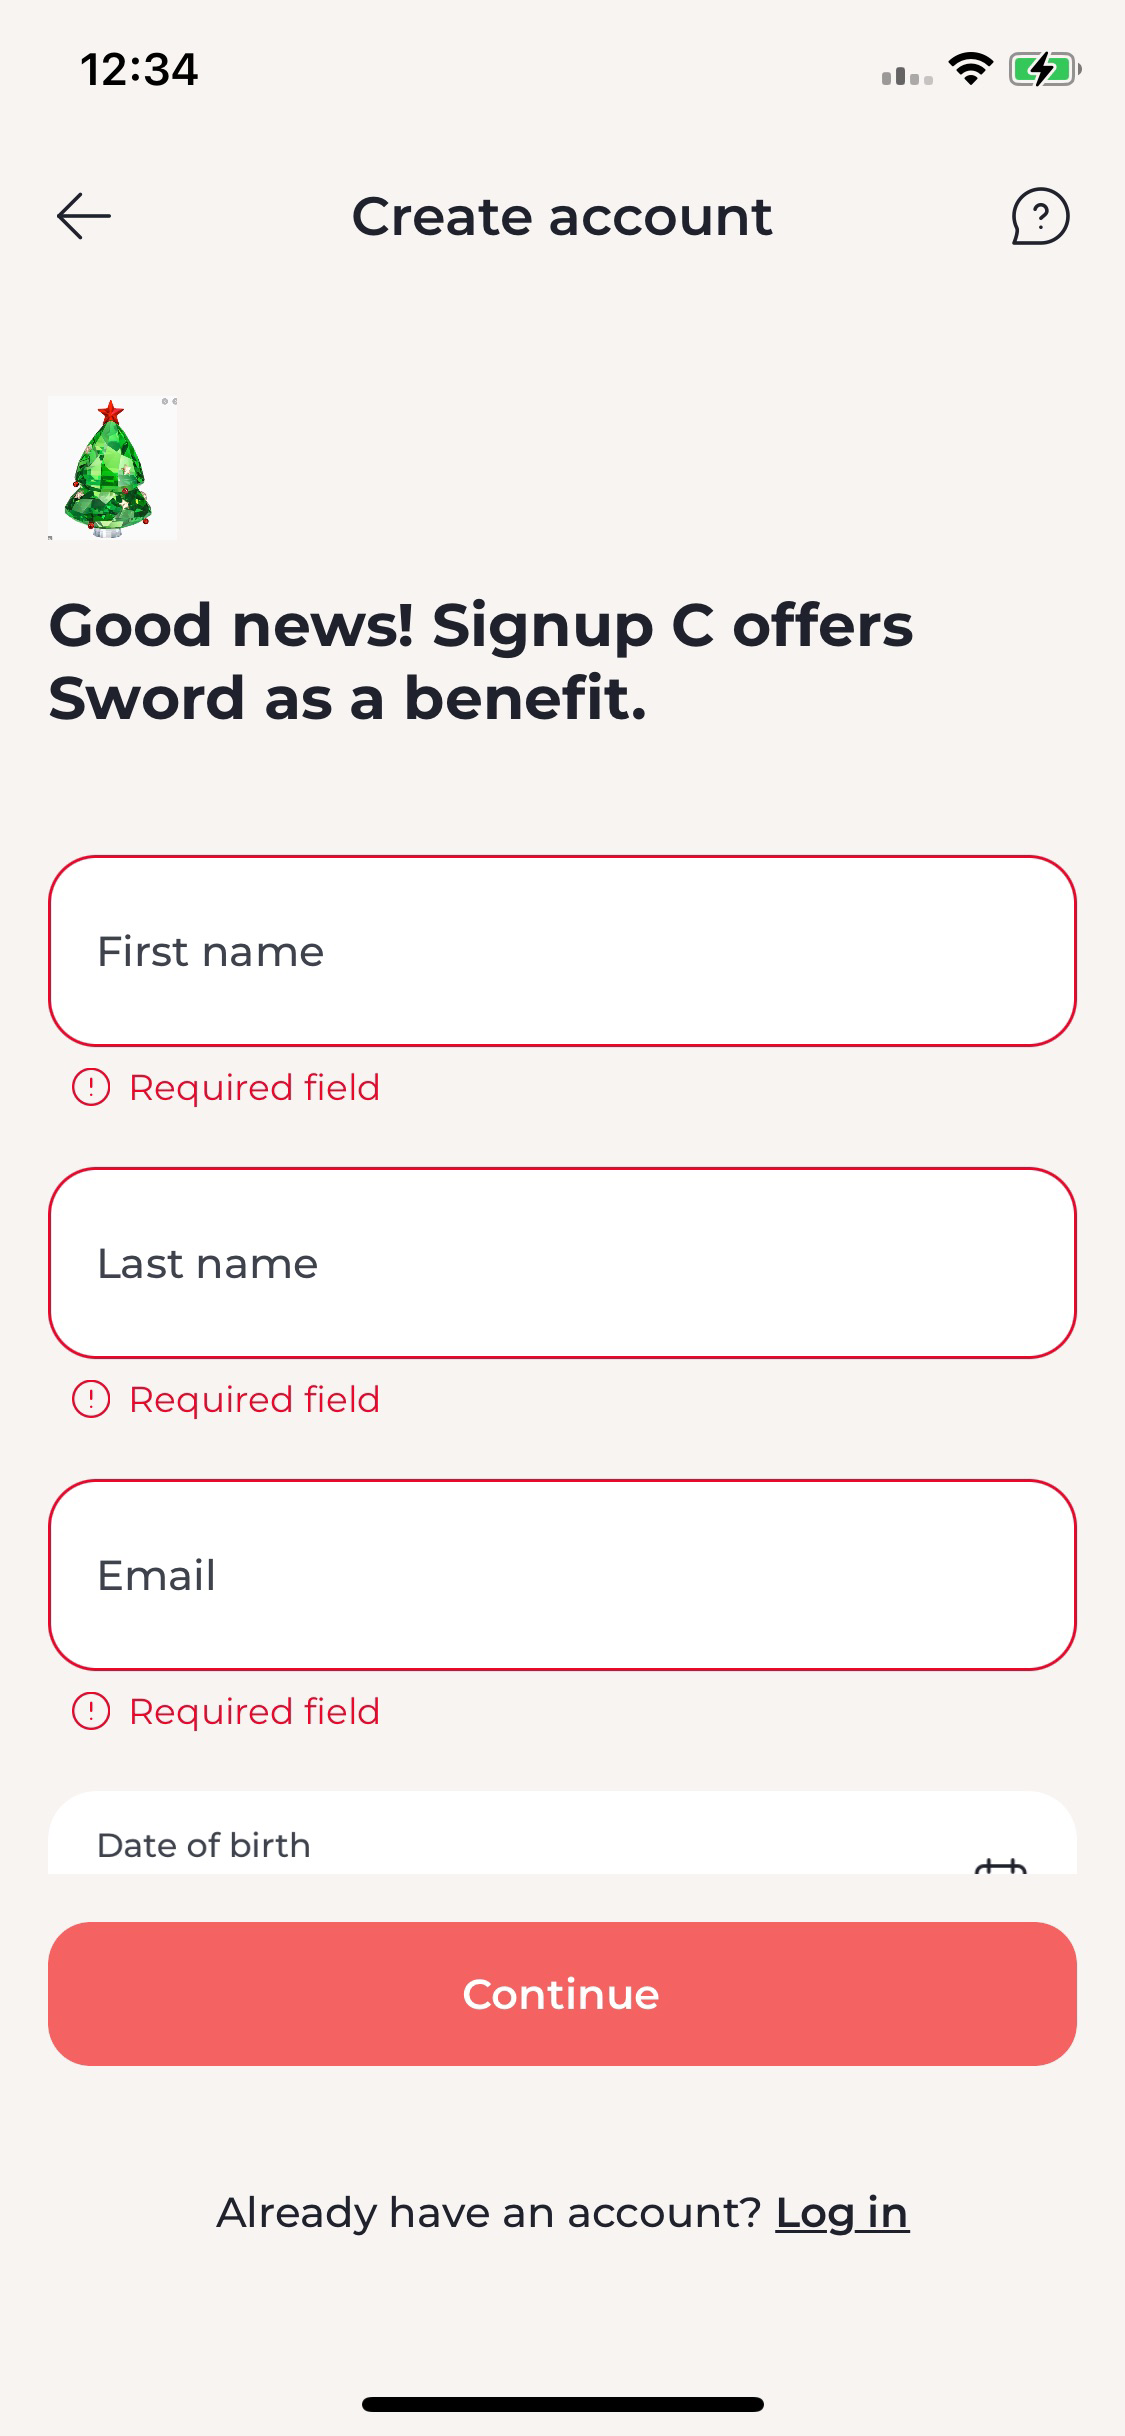 12:34
Create account
Good news! Signup C offers
Sword as a benefit.
First name
Required field
Last name
Required field
Email
Required field
Date of birth
Continue
Already have an account? Log in